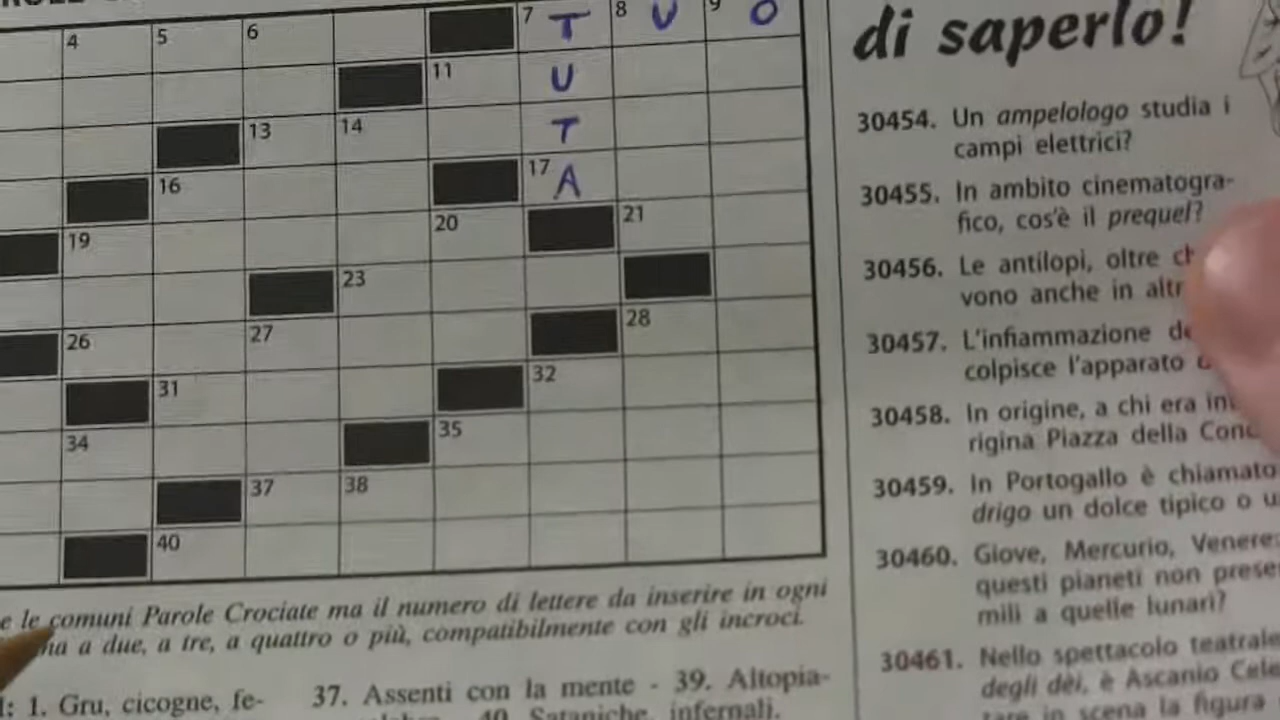 di saperlo!
4 5 6 7 T 8 U 9 O
11 U
13 14 T
16 17 A
19 20 21
23
26 27 28
31 32
34 35
37 38
40
e le comuni Parole Crociate ma il numero di lettere da inserire in ogni
a due, a tre, a quattro o più, compatibilmente con gli incroci.
1. Gru, cicogne, fe-
37. Assenti con la mente - 39. Altopia-
40. Sataniche, infernali.
30454. Un ampelologo studia i
campi elettrici?
30455. In ambito cinematogra-
fico, cos'è il prequel?
30456. Le antilopi, oltre
vono anche in
30457. L'infiammazione
colpisce l'apparato
30458. In origine, a chi era
rigina Piazza della
30459. In Portogallo è chiamato
drigo un dolce tipico o
30460. Giove, Mercurio, Venere:
questi pianeti non
mili a quelle lunari?
30461. Nello spettacolo teatrale
degli dèi, è Ascanio
in scena la figura